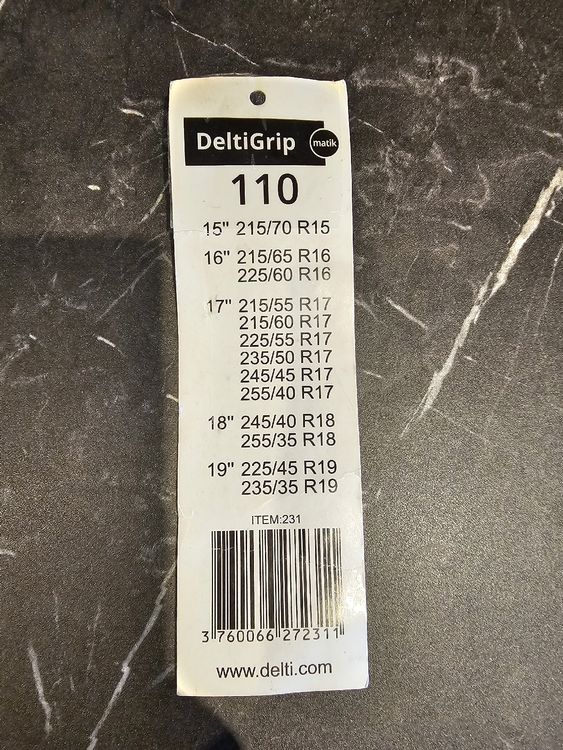 DeltiGrip matik
110
15" 215/70 R15
16" 215/65 R16
225/60 R16
17" 215/55 R17
215/60 R17
225/55 R17
235/50 R17
245/45 R17
255/40 R17
18" 245/40 R18
255/35 R18
19" 225/45 R19
235/35 R19
ITEM:231
3 760066 272311
www.delti.com